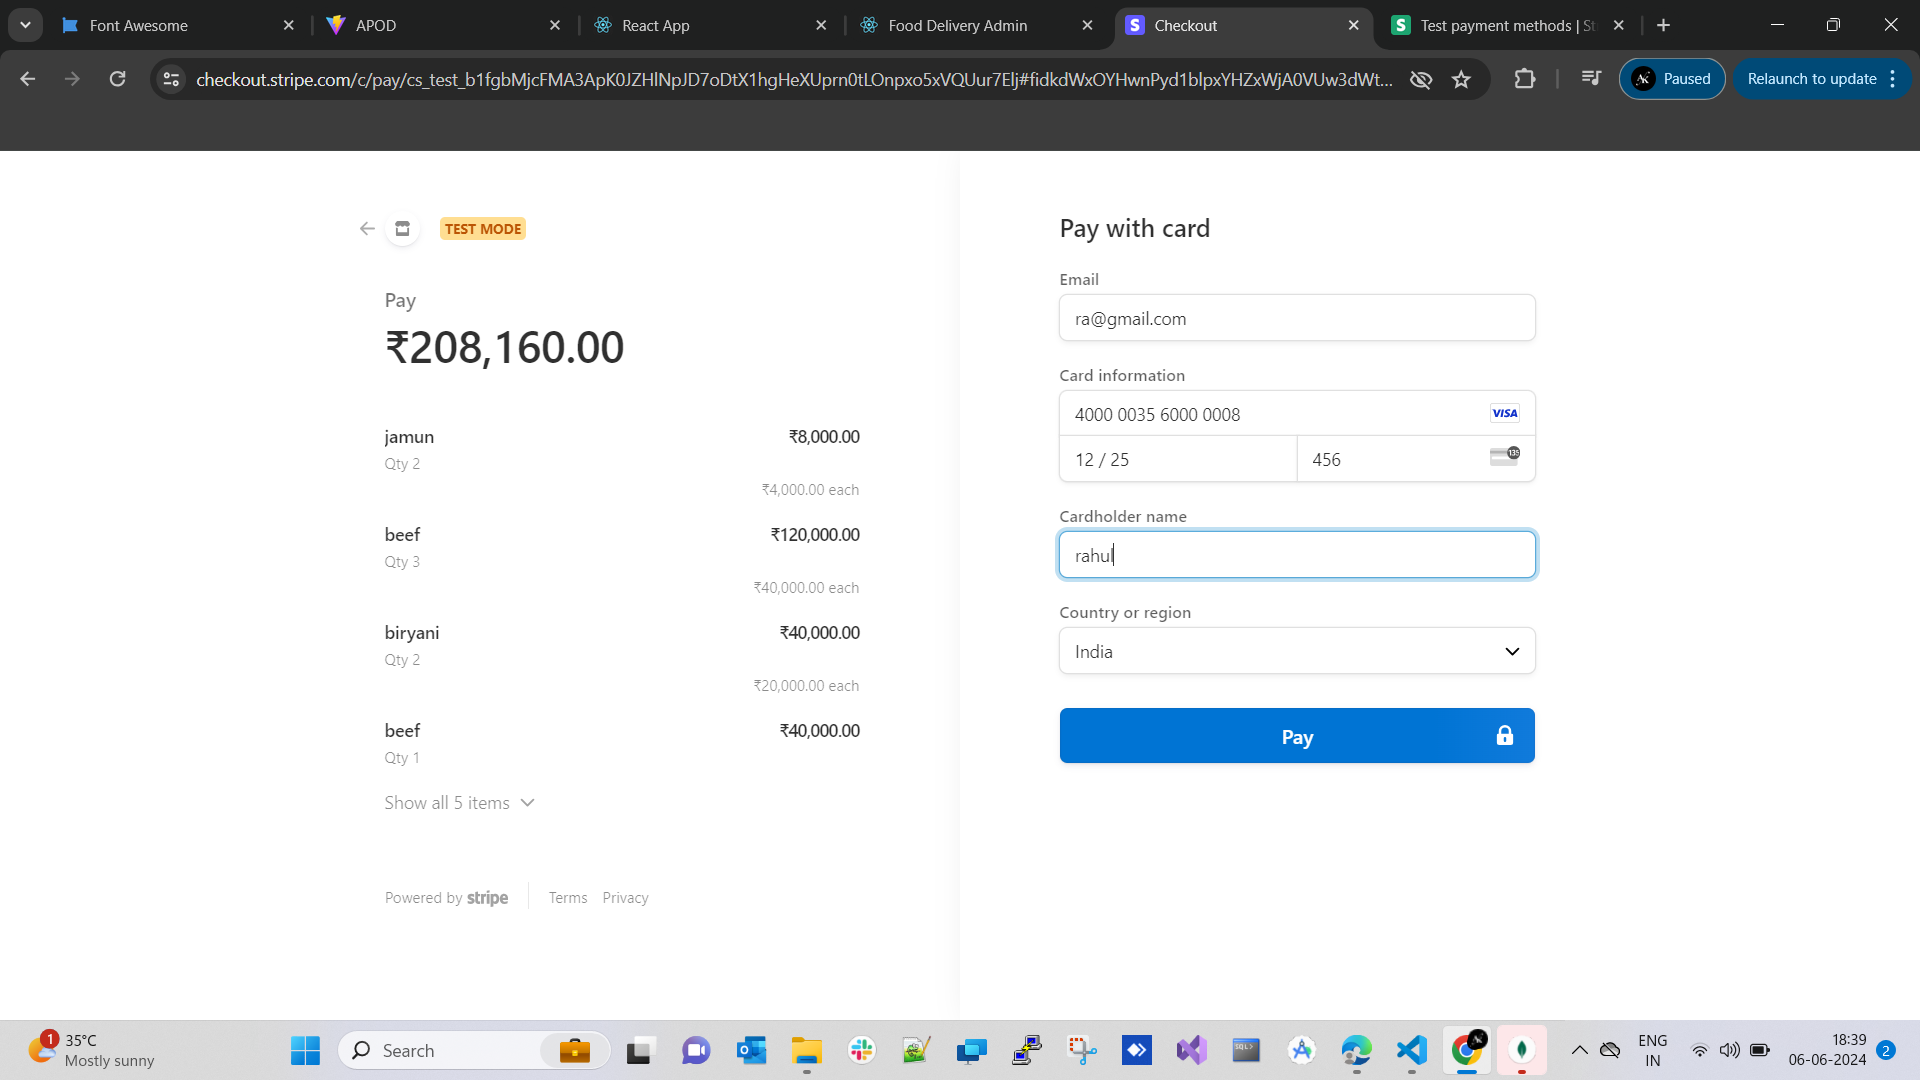 Font Awesome
APOD
React App
Food Delivery Admin
Checkout
Test payment methods | St
checkout.stripe.com/c/pay/cs_test_b1fgbMjcFMA3ApK0JZHlNpJD7oDtX1hgHeXUprn0tLOnpxo5xVQUur7Elj#fidkdWxOYHwnPyd1blpxYHZxWjA0VUw3dWt...
Paused
Relaunch to update
TEST MODE
Pay
₹208,160.00
jamun ₹8,000.00
Qty 2
₹4,000.00 each
beef ₹120,000.00
Qty 3
₹40,000.00 each
biryani ₹40,000.00
Qty 2
₹20,000.00 each
beef ₹40,000.00
Qty 1
Show all 5 items
Powered by stripe Terms Privacy
Pay with card
Email
ra@gmail.com
Card information
4000 0035 6000 0008 VISA
12 / 25 456 135
Cardholder name
rahul
Country or region
India
Pay
1 35°C
Mostly sunny
Search
SQL>
ENG
IN
18:39
06-06-2024 2